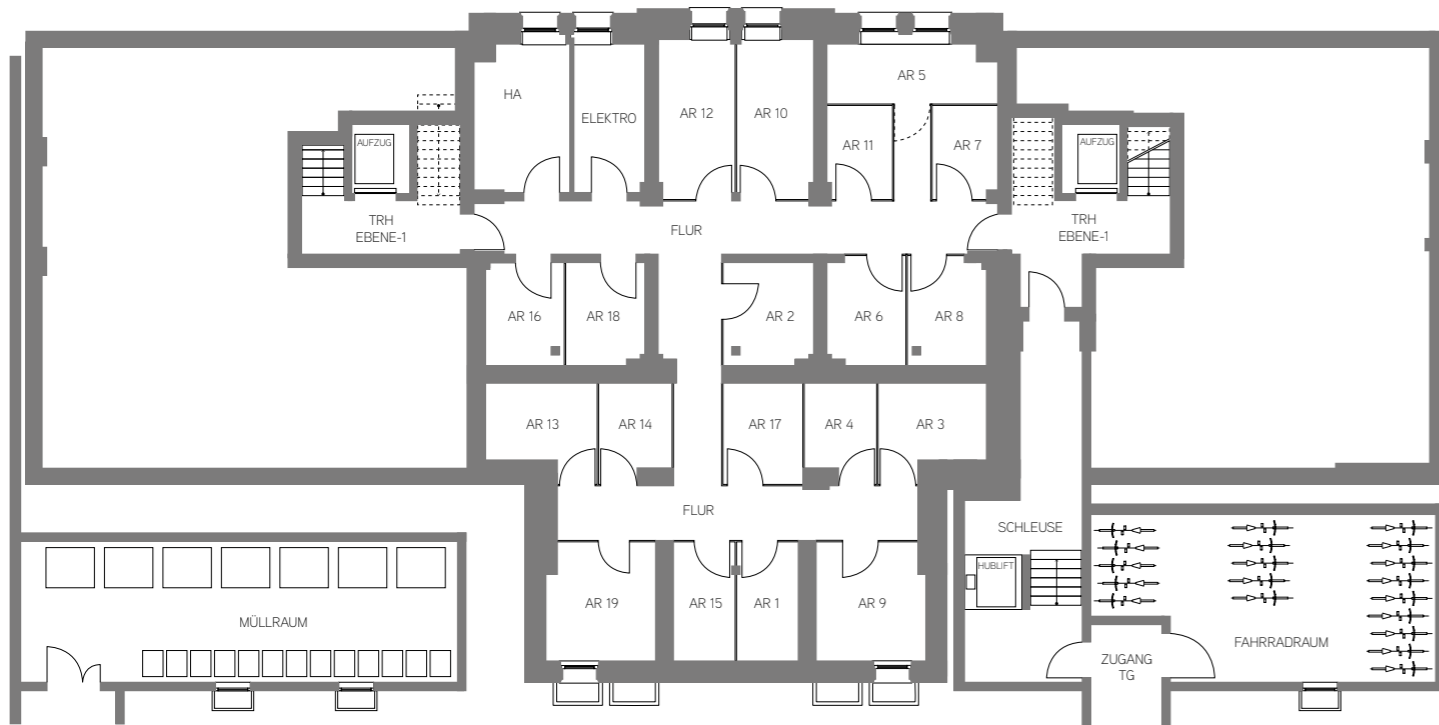 HA
ELEKTRO
AR 12
AR 10
AR 5
AR 11
AR 7
AUFZUG
AUFZUG
TRH
EBENE-1
FLUR
TRH
EBENE-1
AR 16
AR 18
AR 2
AR 6
AR 8
AR 13
AR 14
AR 17
AR 4
AR 3
FLUR
SCHLEUSE
HUBLIFT
AR 19
AR 15
AR 1
AR 9
MÜLLRAUM
ZUGANG
TG
FAHRRADRAUM